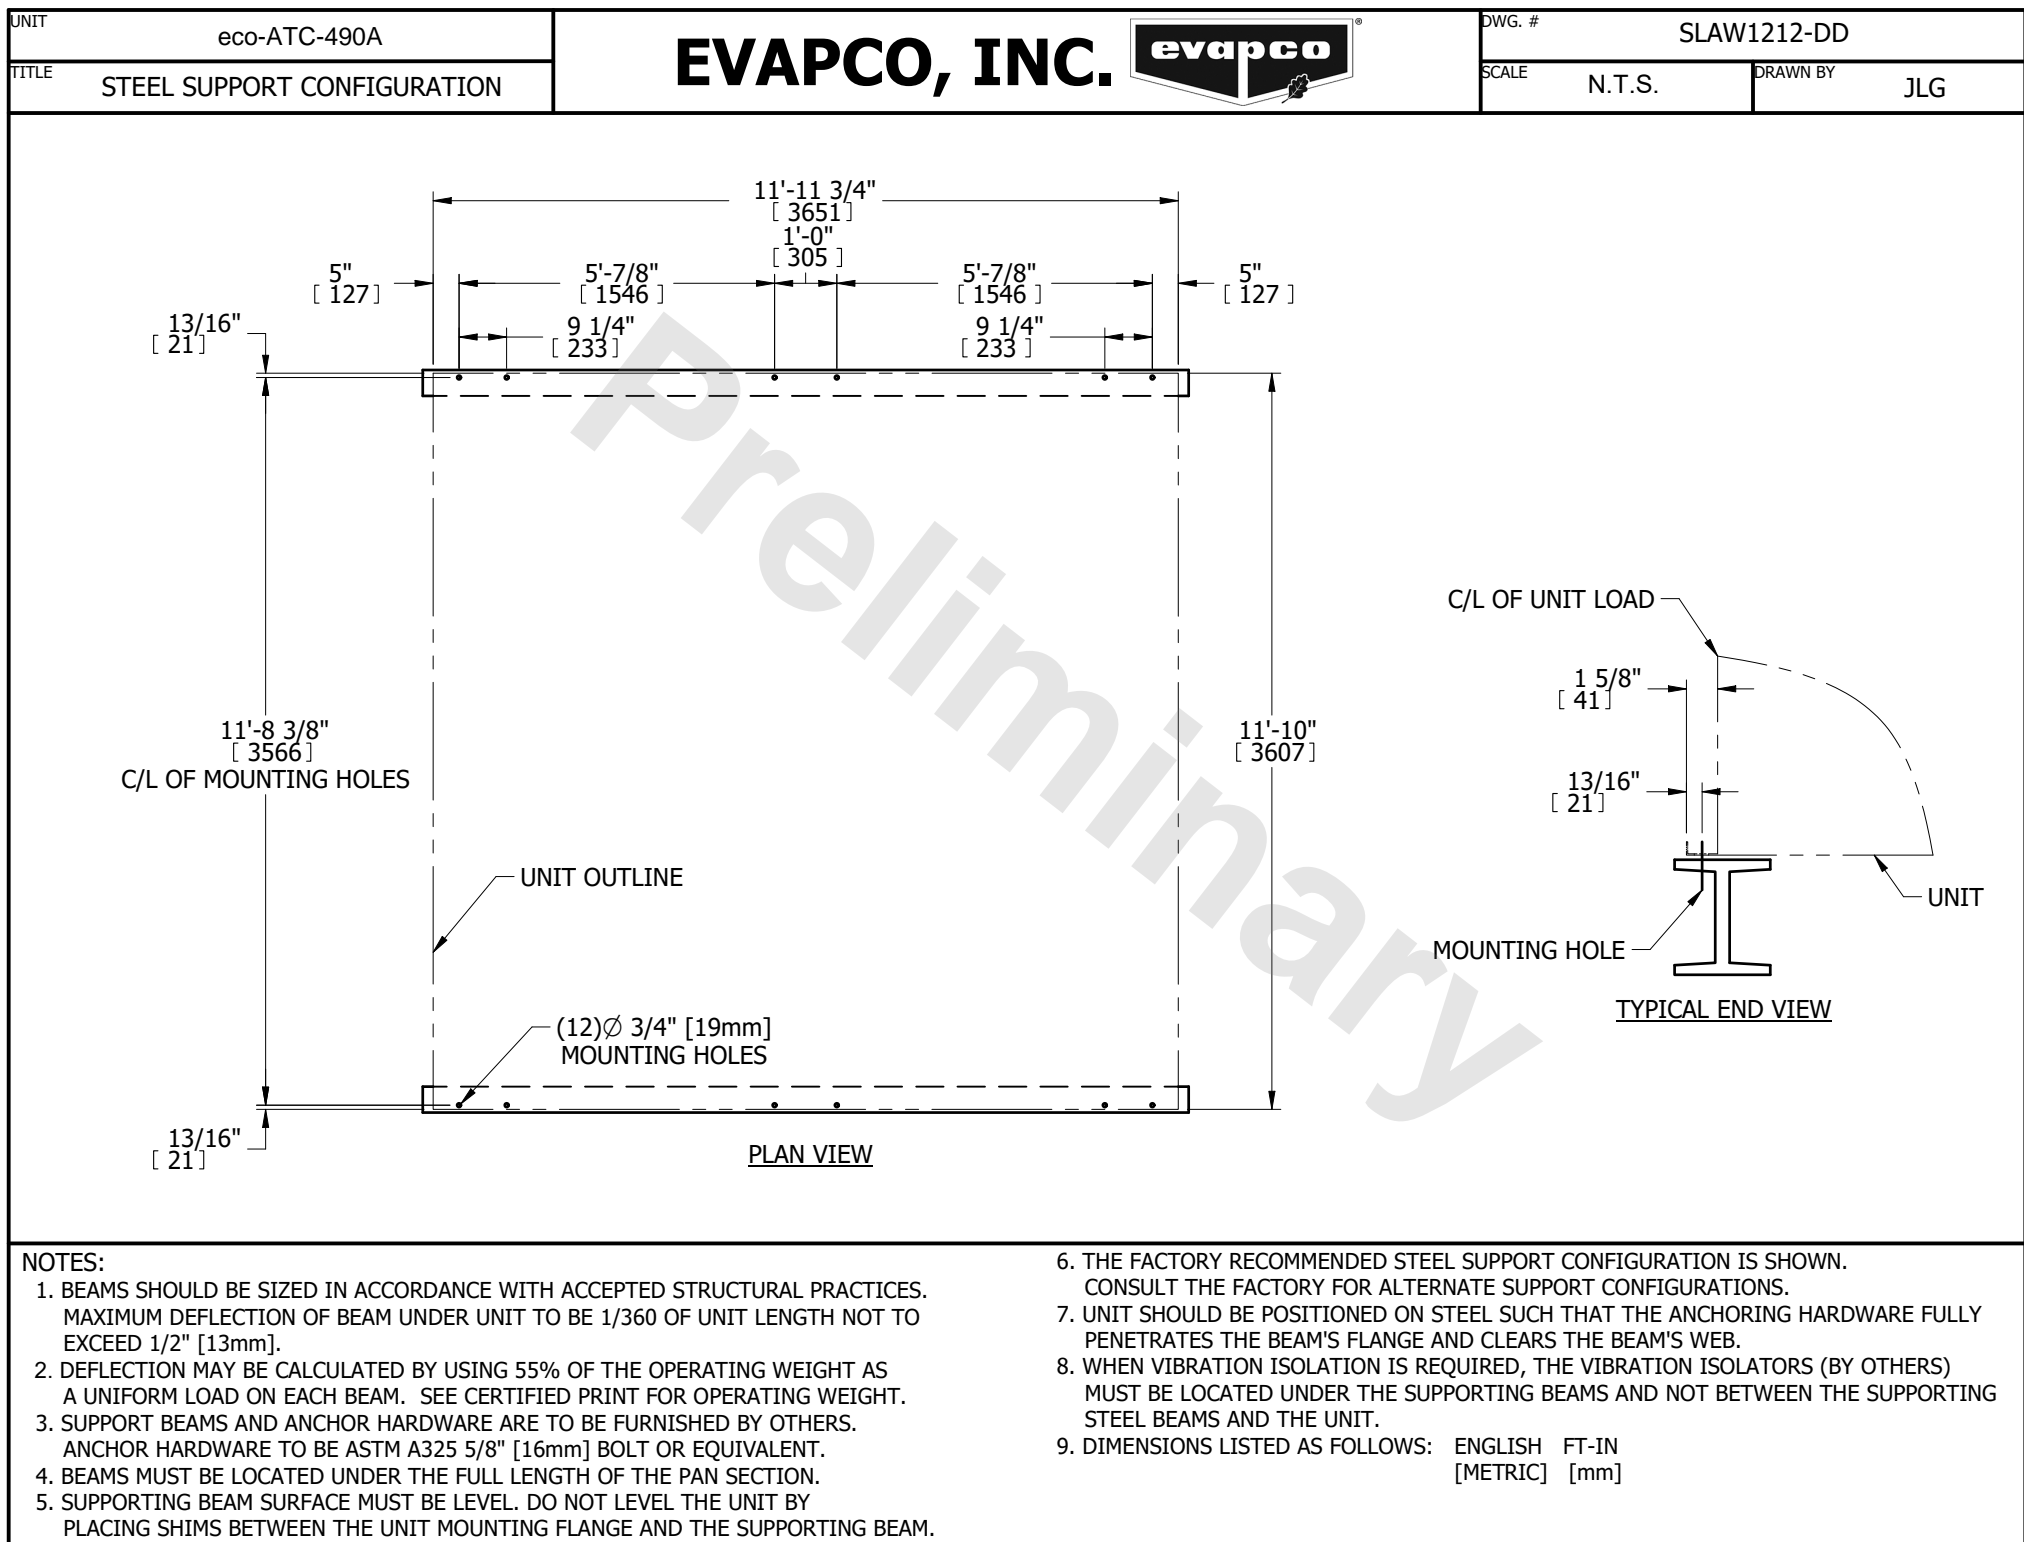 UNIT
eco-ATC-490A
TITLE
STEEL SUPPORT CONFIGURATION
EVAPCO, INC.
evapco
®
DWG. #
SLAW1212-DD
SCALE
N.T.S.
DRAWN BY
JLG
11'-11 3/4"
[ 3651 ]
1'-0"
[ 305 ]
5"
[ 127 ]
5'-7/8"
[ 1546 ]
5'-7/8"
[ 1546 ]
5"
[ 127 ]
13/16"
[ 21 ]
9 1/4"
[ 233 ]
9 1/4"
[ 233 ]
Preliminary
11'-8 3/8"
[ 3566 ]
C/L OF MOUNTING HOLES
11'-10"
[ 3607 ]
UNIT OUTLINE
(12)∅ 3/4" [19mm]
MOUNTING HOLES
13/16"
[ 21 ]
PLAN VIEW
C/L OF UNIT LOAD
1 5/8"
[ 41 ]
13/16"
[ 21 ]
UNIT
MOUNTING HOLE
TYPICAL END VIEW
NOTES:
1. BEAMS SHOULD BE SIZED IN ACCORDANCE WITH ACCEPTED STRUCTURAL PRACTICES.
MAXIMUM DEFLECTION OF BEAM UNDER UNIT TO BE 1/360 OF UNIT LENGTH NOT TO
EXCEED 1/2" [13mm].
2. DEFLECTION MAY BE CALCULATED BY USING 55% OF THE OPERATING WEIGHT AS
A UNIFORM LOAD ON EACH BEAM. SEE CERTIFIED PRINT FOR OPERATING WEIGHT.
3. SUPPORT BEAMS AND ANCHOR HARDWARE ARE TO BE FURNISHED BY OTHERS.
ANCHOR HARDWARE TO BE ASTM A325 5/8" [16mm] BOLT OR EQUIVALENT.
4. BEAMS MUST BE LOCATED UNDER THE FULL LENGTH OF THE PAN SECTION.
5. SUPPORTING BEAM SURFACE MUST BE LEVEL. DO NOT LEVEL THE UNIT BY
PLACING SHIMS BETWEEN THE UNIT MOUNTING FLANGE AND THE SUPPORTING BEAM.
6. THE FACTORY RECOMMENDED STEEL SUPPORT CONFIGURATION IS SHOWN.
CONSULT THE FACTORY FOR ALTERNATE SUPPORT CONFIGURATIONS.
7. UNIT SHOULD BE POSITIONED ON STEEL SUCH THAT THE ANCHORING HARDWARE FULLY
PENETRATES THE BEAM'S FLANGE AND CLEARS THE BEAM'S WEB.
8. WHEN VIBRATION ISOLATION IS REQUIRED, THE VIBRATION ISOLATORS (BY OTHERS)
MUST BE LOCATED UNDER THE SUPPORTING BEAMS AND NOT BETWEEN THE SUPPORTING
STEEL BEAMS AND THE UNIT.
9. DIMENSIONS LISTED AS FOLLOWS: ENGLISH FT-IN
[METRIC] [mm]